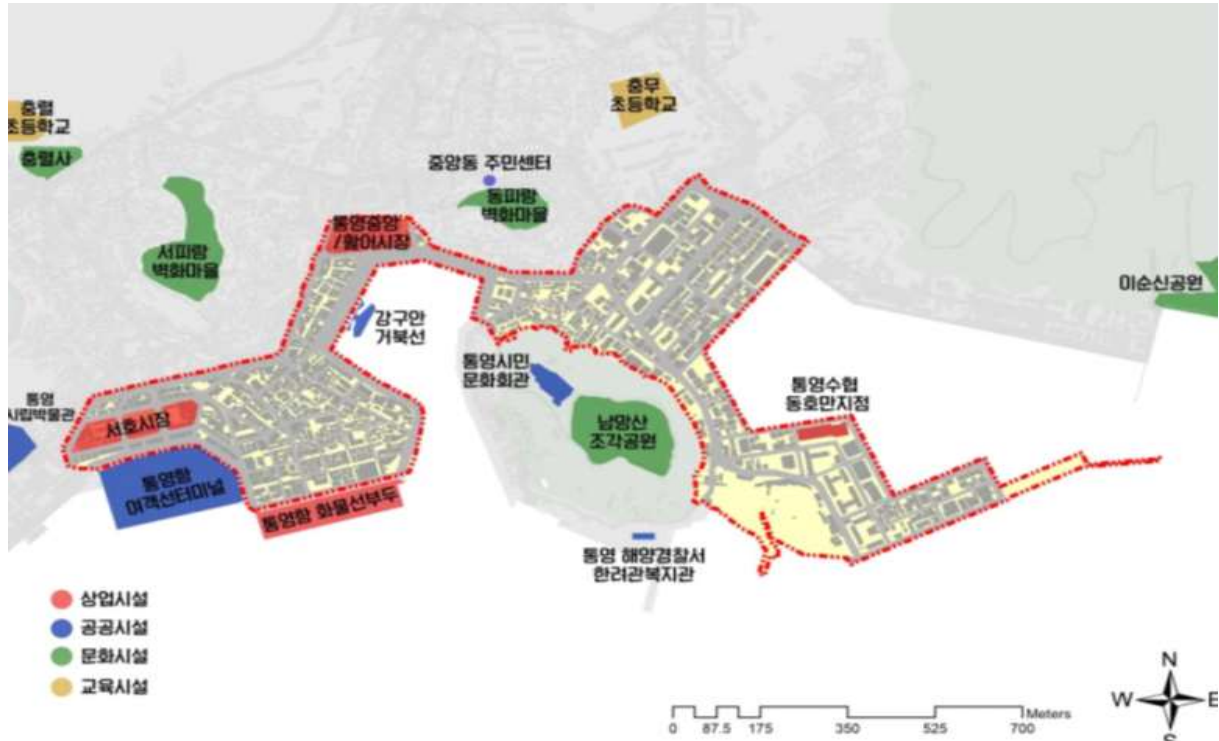 충무
초등학교
충렬
초등학교
충렬사
중앙동 주민센터
동피랑
벽화마을
통영중앙
/활어시장
서피랑
벽화마을
이순신공원
강구안
거북선
통영시민
문화회관
통영수협
동호만지점
통영
시립박물관
서호시장
남망산
조각공원
통영항
여객선터미널
통영항 화물선부두
통영 해양경찰서
한려관복지관
상업시설
공공시설
문화시설
교육시설
N
W
E
S
Meters
0 87.5 175 350 525 700